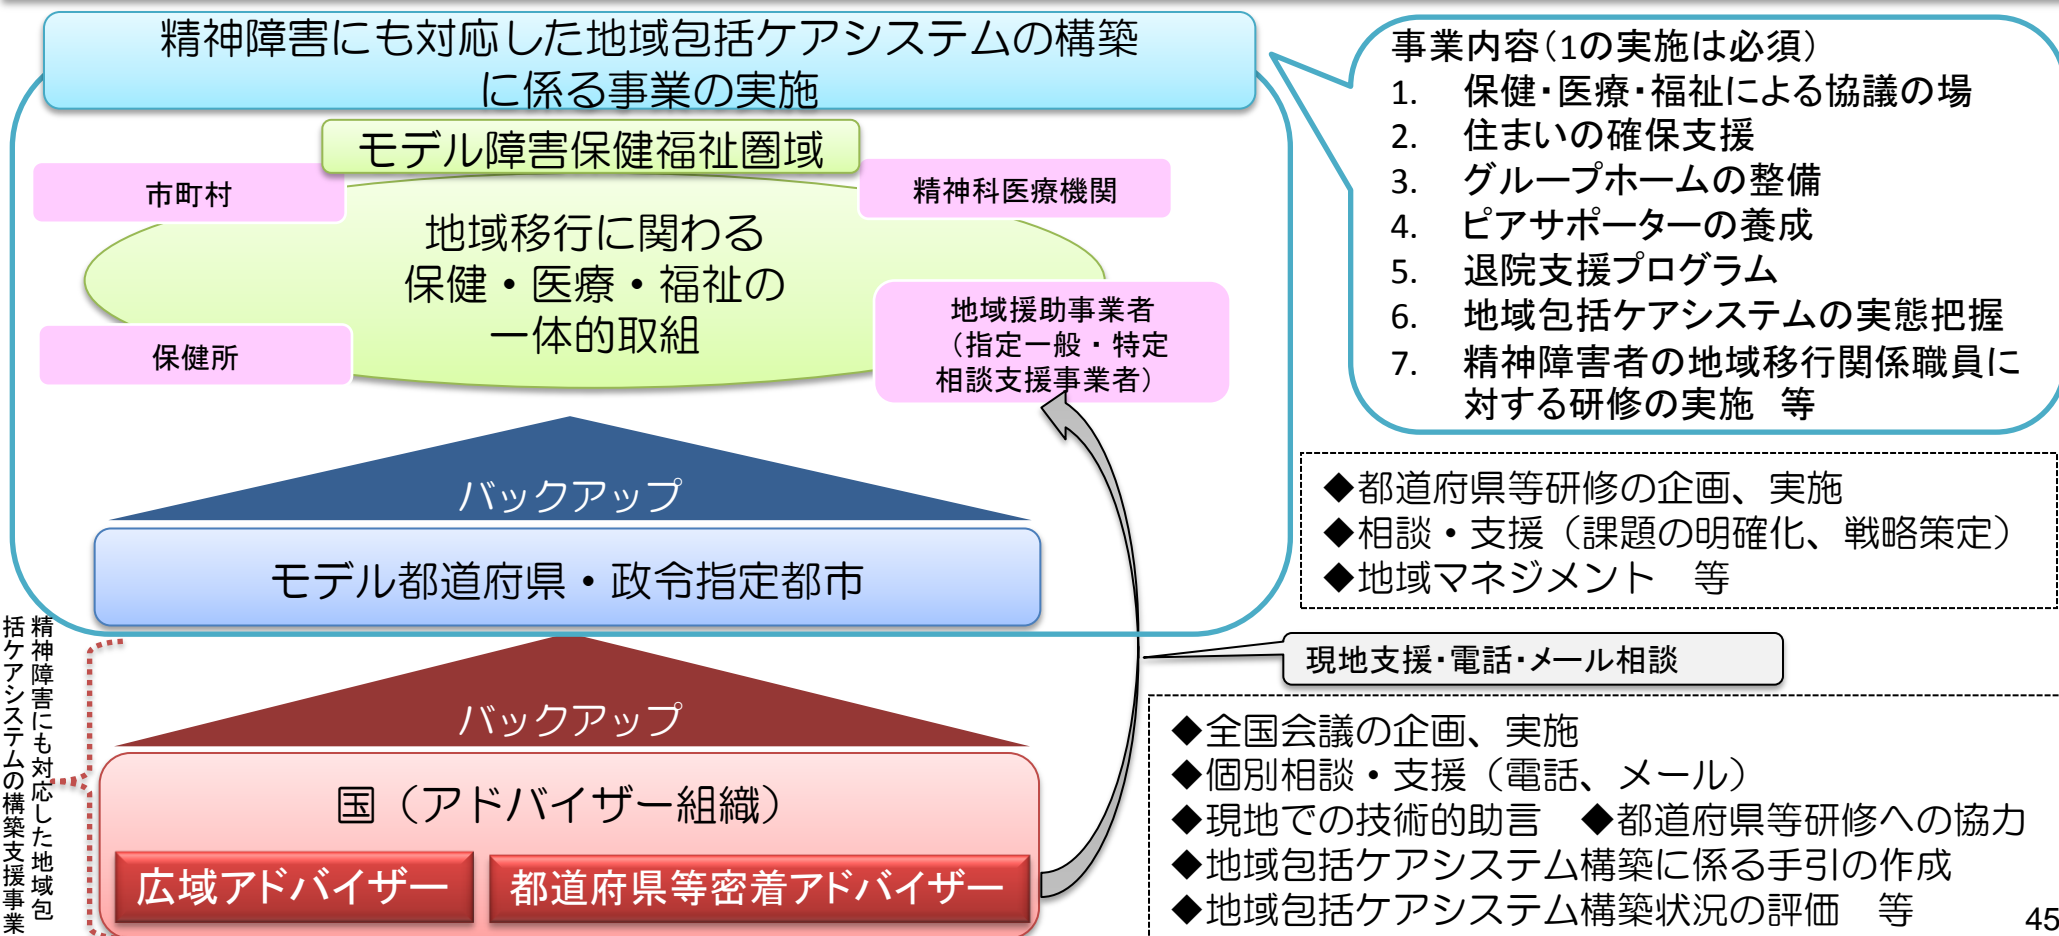 精神障害にも対応した地域包括ケアシステムの構築
に係る事業の実施
モデル障害保健福祉圏域
市町村
精神科医療機関
地域移行に関わる
保健・医療・福祉の
一体的取組
保健所
地域援助事業者
（指定一般・特定
相談支援事業者）
バックアップ
モデル都道府県・政令指定都市
バックアップ
国（アドバイザー組織）
広域アドバイザー
都道府県等密着アドバイザー
精神障害にも対応した地域包
括ケアシステムの構築支援事業
事業内容（1の実施は必須）
1. 保健・医療・福祉による協議の場
2. 住まいの確保支援
3. グループホームの整備
4. ピアサポーターの養成
5. 退院支援プログラム
6. 地域包括ケアシステムの実態把握
7. 精神障害者の地域移行関係職員に
対する研修の実施　等
◆都道府県等研修の企画、実施
◆相談・支援（課題の明確化、戦略策定）
◆地域マネジメント　等
現地支援・電話・メール相談
◆全国会議の企画、実施
◆個別相談・支援（電話、メール）
◆現地での技術的助言　◆都道府県等研修への協力
◆地域包括ケアシステム構築に係る手引の作成
◆地域包括ケアシステム構築状況の評価　等
45